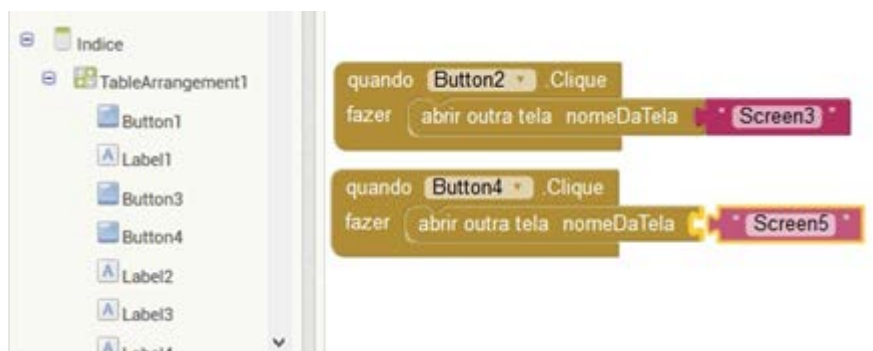 Indice
TableArrangement1
Button1
Label1
Button3
Button4
Label2
Label3
quando Button2 .Clique
fazer abrir outra tela nomeDaTela " Screen3 "
quando Button4 .Clique
fazer abrir outra tela nomeDaTela " Screen5 "